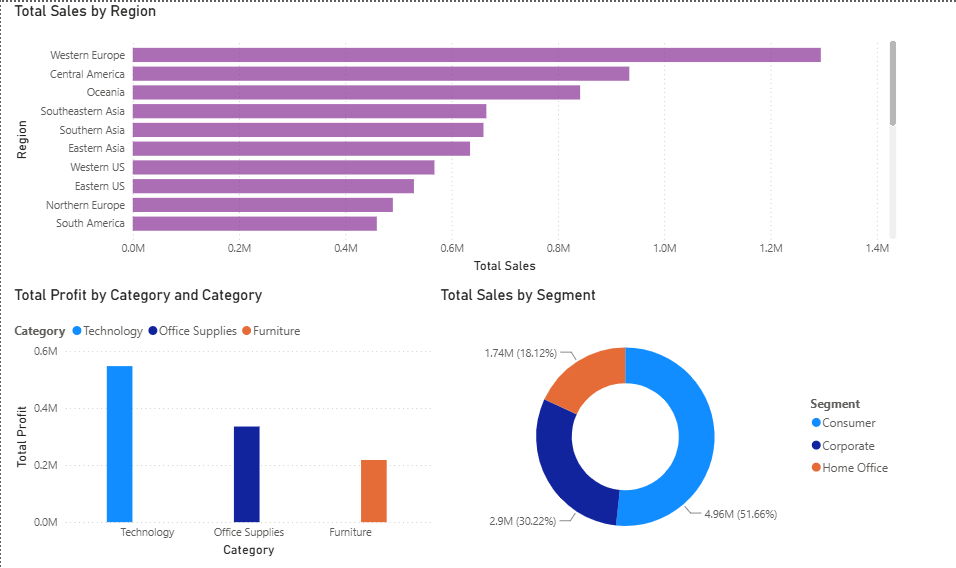 Total Sales by Region
Region
Western Europe
Central America
Oceania
Southeastern Asia
Southern Asia
Eastern Asia
Western US
Eastern US
Northern Europe
South America
0.0M 0.2M 0.4M 0.6M 0.8M 1.0M 1.2M 1.4M
Total Sales
Total Profit by Category and Category
Category Technology Office Supplies Furniture
Total Profit
0.6M
0.4M
0.2M
0.0M
Technology Office Supplies Furniture
Category
Total Sales by Segment
1.74M (18.12%)
2.9M (30.22%)
4.96M (51.66%)
Segment
Consumer
Corporate
Home Office